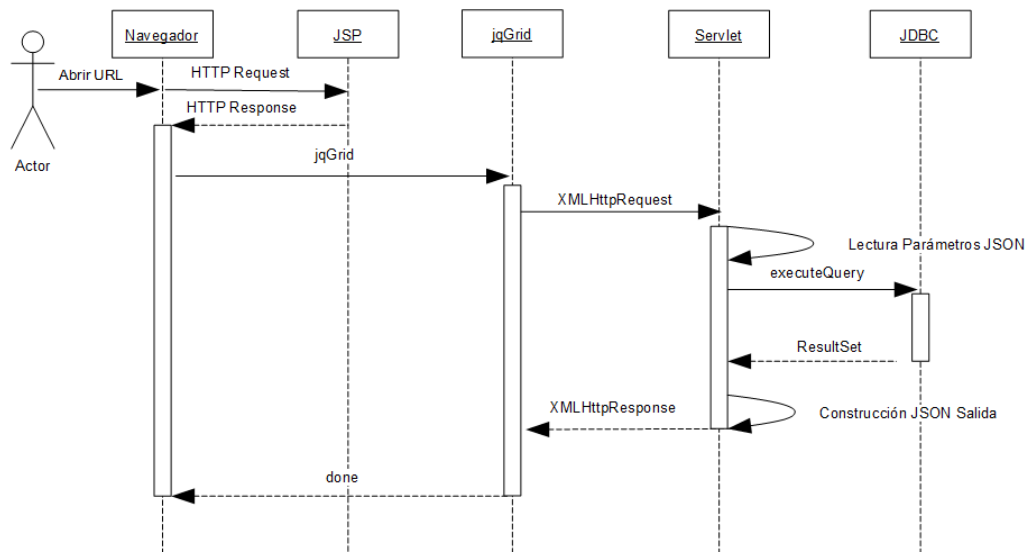 Navegador
JSP
jqGrid
Servlet
JDBC
Abrir URL
HTTP Request
HTTP Response
Actor
jqGrid
XMLHttpRequest
Lectura Parámetros JSON
executeQuery
ResultSet
XMLHttpResponse
Construcción JSON Salida
done